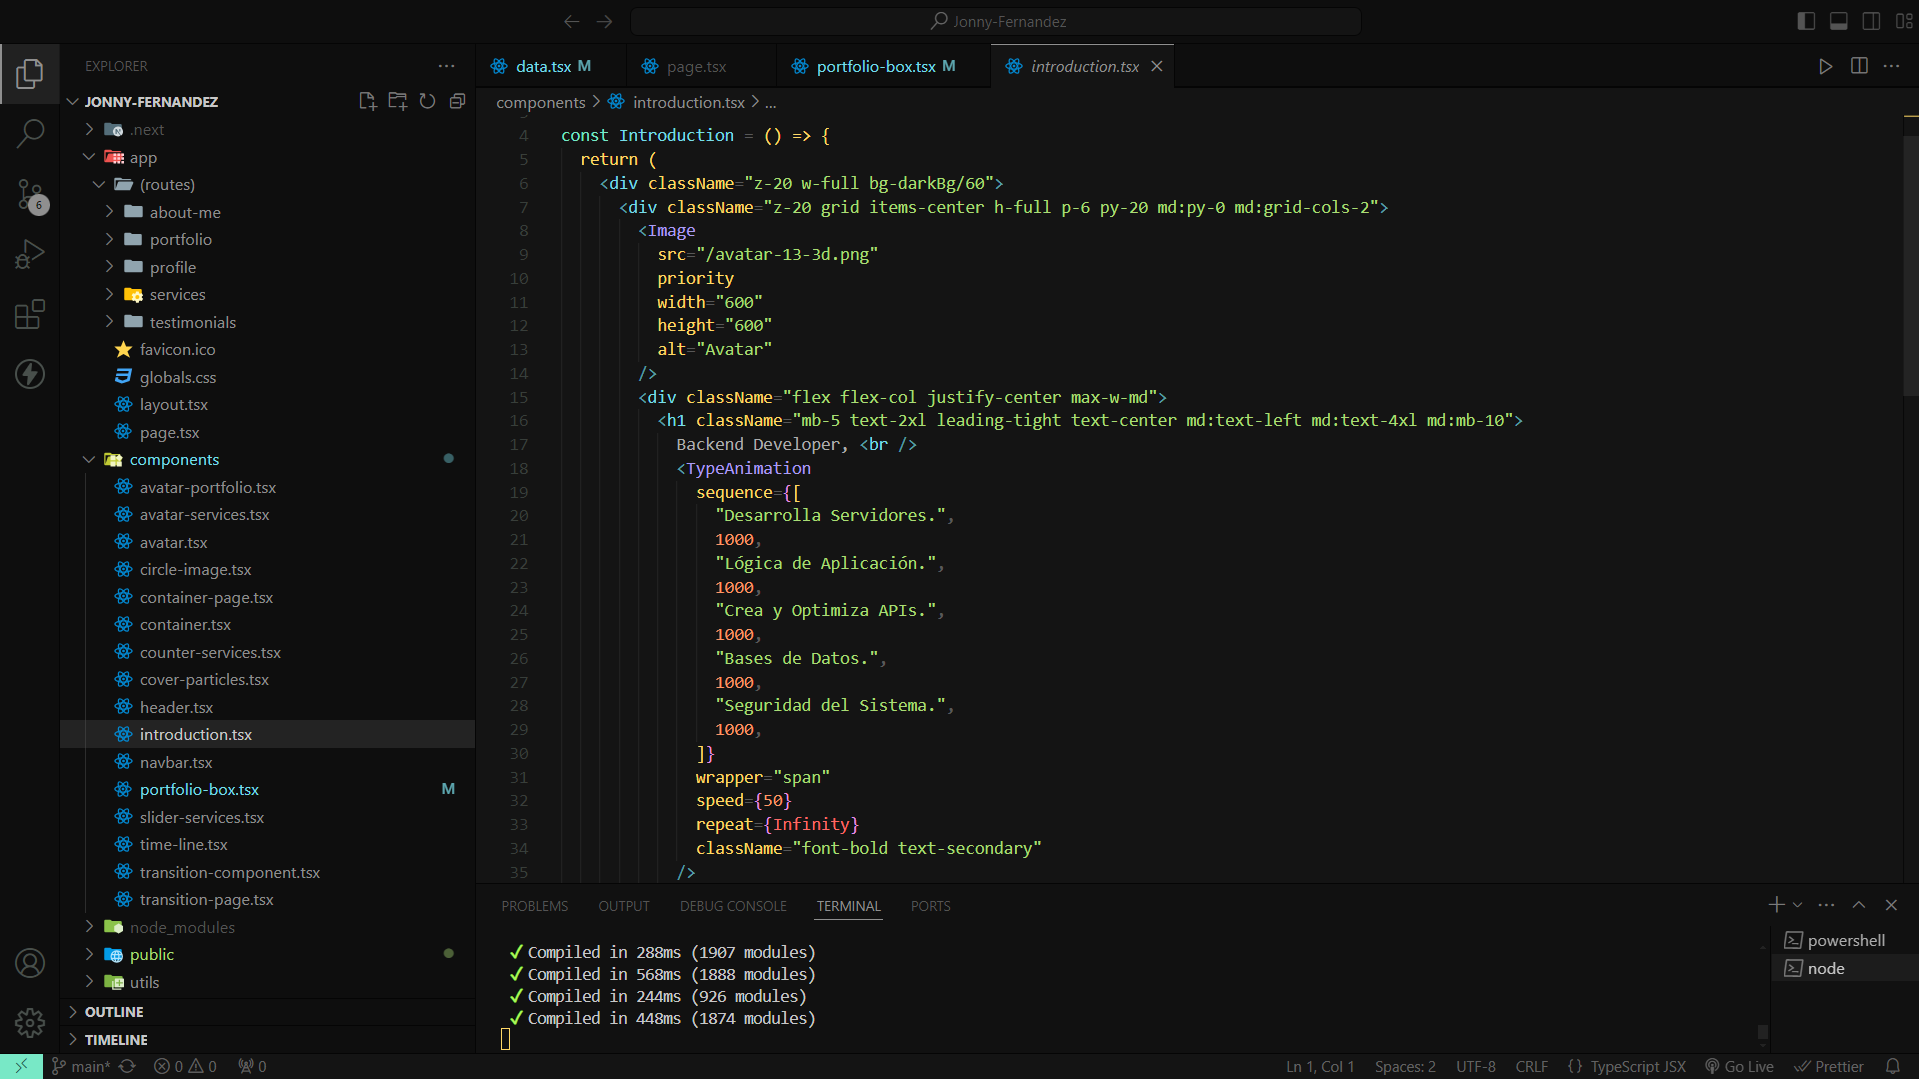 Jonny-Fernandez
EXPLORER
JONNY-FERNANDEZ
.next
app
(routes)
about-me
portfolio
profile
services
testimonials
favicon.ico
globals.css
layout.tsx
page.tsx
components
avatar-portfolio.tsx
avatar-services.tsx
avatar.tsx
circle-image.tsx
container-page.tsx
container.tsx
counter-services.tsx
cover-particles.tsx
header.tsx
introduction.tsx
navbar.tsx
portfolio-box.tsx M
slider-services.tsx
time-line.tsx
transition-component.tsx
transition-page.tsx
node_modules
public
utils
OUTLINE
TIMELINE
6
data.tsx M page.tsx portfolio-box.tsx M introduction.tsx
components > introduction.tsx > ...
4 const Introduction = () => {
5 return (
6 <div className="z-20 w-full bg-darkBg/60">
7 <div className="z-20 grid items-center h-full p-6 py-20 md:py-0 md:grid-cols-2">
8 <Image
9 src="/avatar-13-3d.png"
10 priority
11 width="600"
12 height="600"
13 alt="Avatar"
14 />
15 <div className="flex flex-col justify-center max-w-md">
16 <h1 className="mb-5 text-2xl leading-tight text-center md:text-left md:text-4xl md:mb-10">
17 Backend Developer, <br />
18 <TypeAnimation
19 sequence={[
20 "Desarrolla Servidores.",
21 1000,
22 "Lógica de Aplicación.",
23 1000,
24 "Crea y Optimiza APIs.",
25 1000,
26 "Bases de Datos.",
27 1000,
28 "Seguridad del Sistema.",
29 1000,
30 ]}
31 wrapper="span"
32 speed={50}
33 repeat={Infinity}
34 className="font-bold text-secondary"
35 />
PROBLEMS OUTPUT DEBUG CONSOLE TERMINAL PORTS
✓ Compiled in 288ms (1907 modules)
✓ Compiled in 568ms (1888 modules)
✓ Compiled in 244ms (926 modules)
✓ Compiled in 448ms (1874 modules)
powershell
node
main* 0 0 0 Ln 1, Col 1 Spaces: 2 UTF-8 CRLF {} TypeScript JSX Go Live Prettier